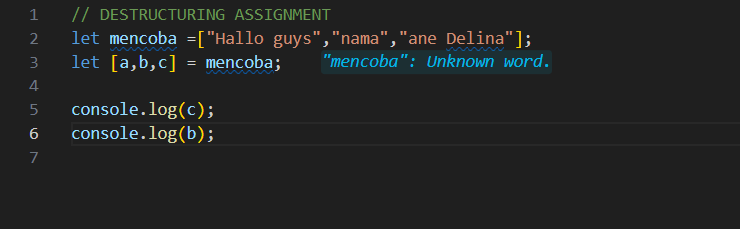 1 // DESTRUCTURING ASSIGNMENT
2 let mencoba =["Hallo guys","nama","ane Delina"];
3 let [a,b,c] = mencoba; "mencoba": Unknown word.
4
5 console.log(c);
6 console.log(b);
7